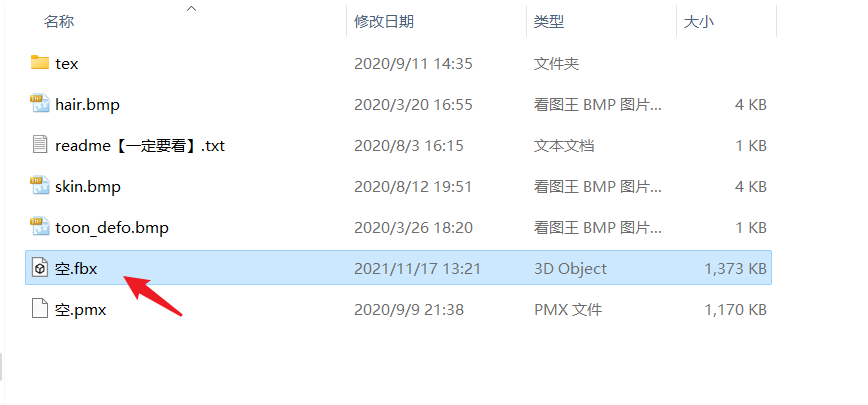 名称 修改日期 类型 大小
tex 2020/9/11 14:35 文件夹
hair.bmp 2020/3/20 16:55 看图王 BMP 图片... 4 KB
readme【一定要看】.txt 2020/8/3 16:15 文本文档 1 KB
skin.bmp 2020/8/12 19:51 看图王 BMP 图片... 4 KB
toon_defo.bmp 2020/3/26 18:20 看图王 BMP 图片... 1 KB
空.fbx 2021/11/17 13:21 3D Object 1,373 KB
空.pmx 2020/9/9 21:38 PMX 文件 1,170 KB